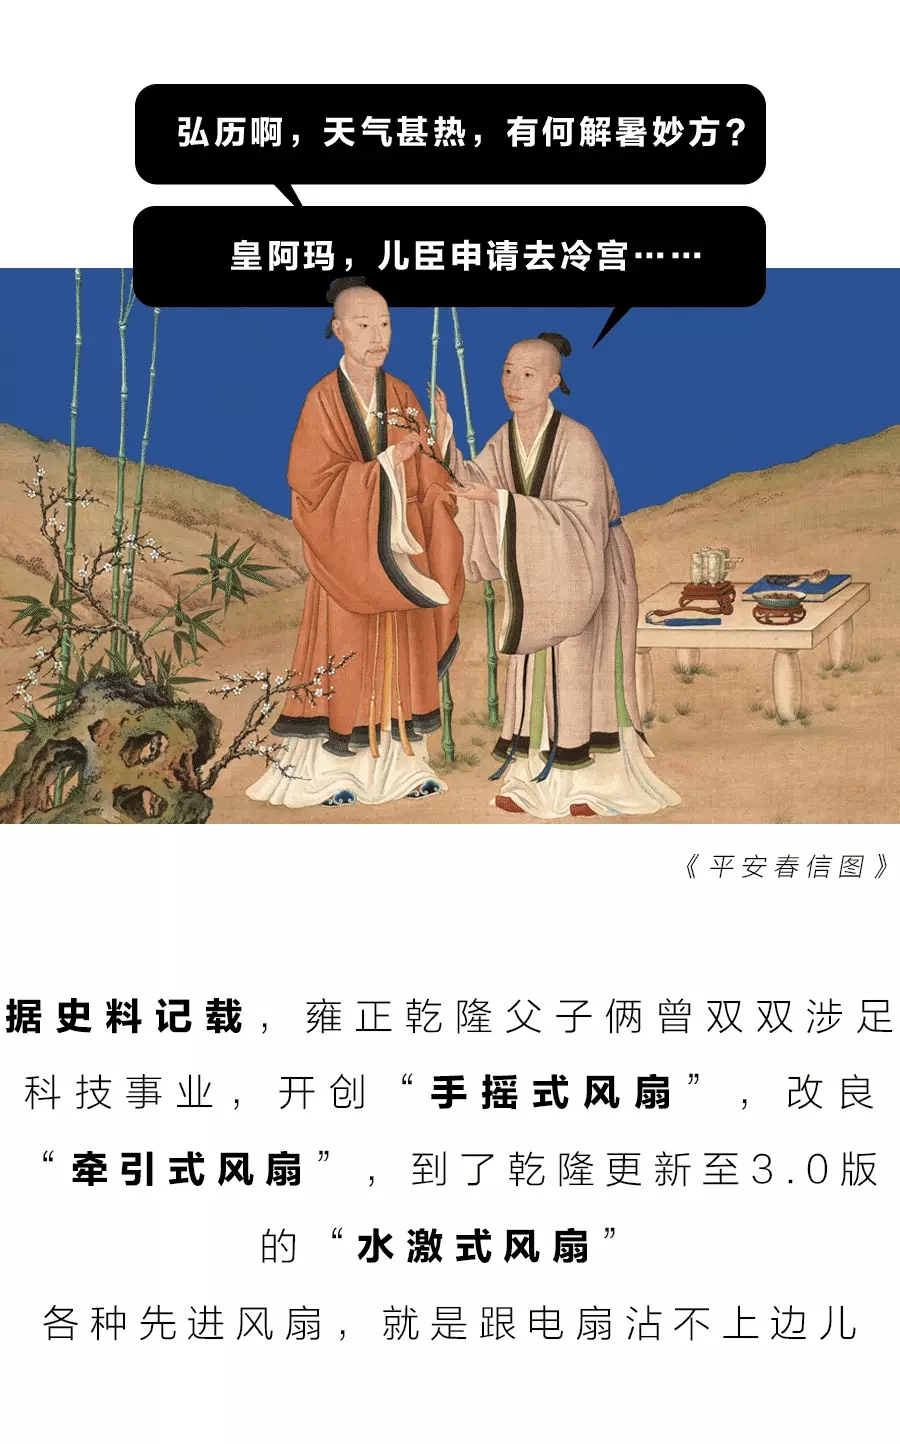 弘历啊，天气甚热，有何解暑妙方？
皇阿玛，儿臣申请去冷宫……
《平安春信图》
据史料记载，雍正乾隆父子俩曾双双涉足
科技事业，开创“手摇式风扇”，改良
“牵引式风扇”，到了乾隆更新至3.0版
的“水激式风扇”
各种先进风扇，就是跟电扇沾不上边儿